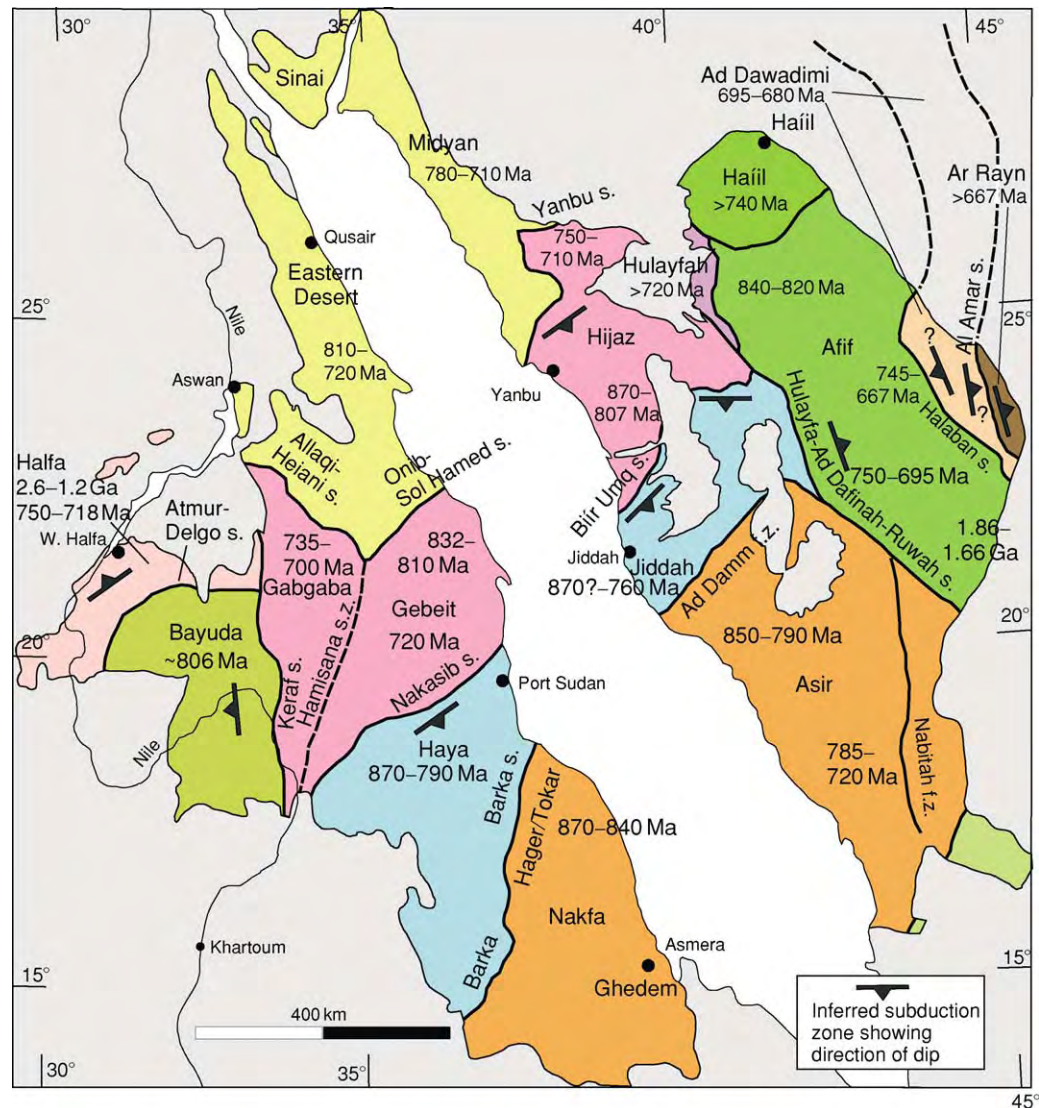 30°
35°
40°
45°
Sinai
Ad Dawadimi
695–680 Ma
Haíil
Midyan
780–710 Ma
Ar Rayn
>667 Ma
Haíil
>740 Ma
Yanbu s.
Qusair
750–
710 Ma
Hulayfah
>720 Ma
Eastern
Desert
840–820 Ma
25°
25°
Nile
Hijaz
Afif
?
Al Amar s.
810–
720 Ma
Aswan
Yanbu
870–
807 Ma
745–
667 Ma
Halaban s.
?
Hulayfa-Ad Dafinah-Ruwah s.
Allaqi-
Heiani s.
Onib-
Sol Hamed s.
Halfa
2.6–1.2 Ga
750–718 Ma
W. Halfa
Atmur-
Delgo s.
Biír Umq s.
750–695 Ma
735–
700 Ma
Gabgaba
832–
810 Ma
Jiddah
Jiddah
870?–760 Ma
Ad Damm f.z.
1.86–
1.66 Ga
Gebeit
720 Ma
20°
20°
Bayuda
~806 Ma
Keraf s.
Hamisana s.z.
Nakasib s.
850–790 Ma
Asir
Port Sudan
Nile
Haya
870–790 Ma
Barka s.
785–
720 Ma
Nabitah f.z.
Hager/Tokar
870–840 Ma
Nakfa
Khartoum
Barka
Asmera
Ghedem
15°
15°
400 km
Inferred subduction
zone showing
direction of dip
30°
35°
45°